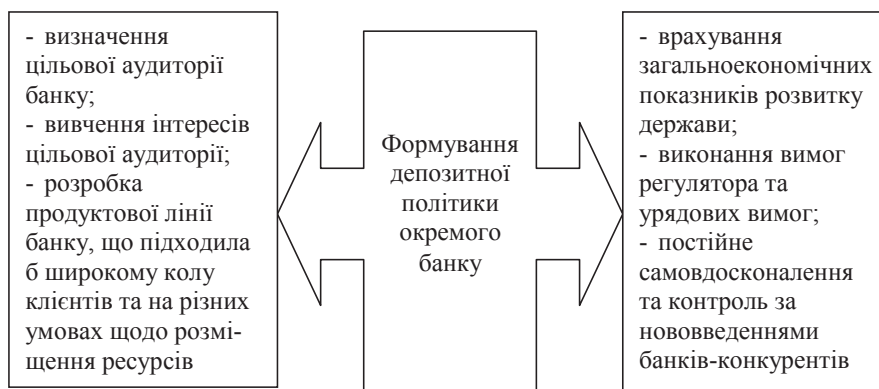 - визначення
цільової аудиторії
банку;
- вивчення інтересів
цільової аудиторії;
- розробка
продуктової лінії
банку, що підходила
б широкому колу
клієнтів та на різних
умовах щодо розмі-
щення ресурсів
Формування
депозитної
політики
окремого
банку
- врахування
загальноекономічних
показників розвитку
держави;
- виконання вимог
регулятора та
урядових вимог;
- постійне
самовдосконалення
та контроль за
нововведеннями
банків-конкурентів